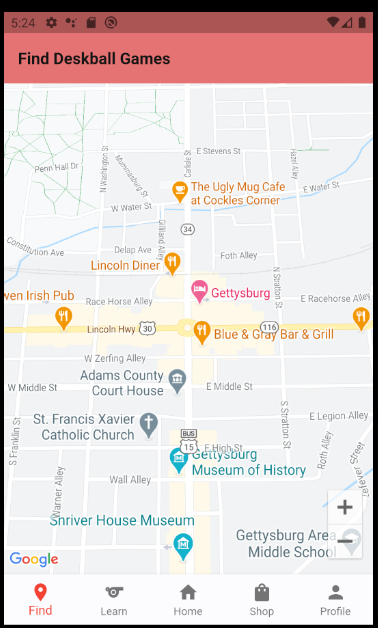 5:24
Find Deskball Games
Penn Hall Dr
N Washington St
Mummasburg St
Carlisle St
E Stevens St
Hazel Alley
The Ugly Mug Cafe
at Cockles Corner
E Water St
W Water St
34
Constitution Ave
Gilliland Alley
Delap Ave
Foth Alley
Lincoln Diner
Gettysburg
N Stratton St
wen Irish Pub
Race Horse Alley
E Racehorse Alley
Lincoln Hwy
30
116
Blue & Gray Bar & Grill
W Zerfing Alley
Adams County
Court House
W Middle St
E Middle St
St. Francis Xavier
Catholic Church
S Franklin St
S Stratton St
E Legion Alley
BUS
15
E High St
Gettysburg
Museum of History
Roth Alley
Wall Alley
Warner Alley
Shriver House Museum
Gettysburg Area
Middle School
+
−
Google
Find
Learn
Home
Shop
Profile